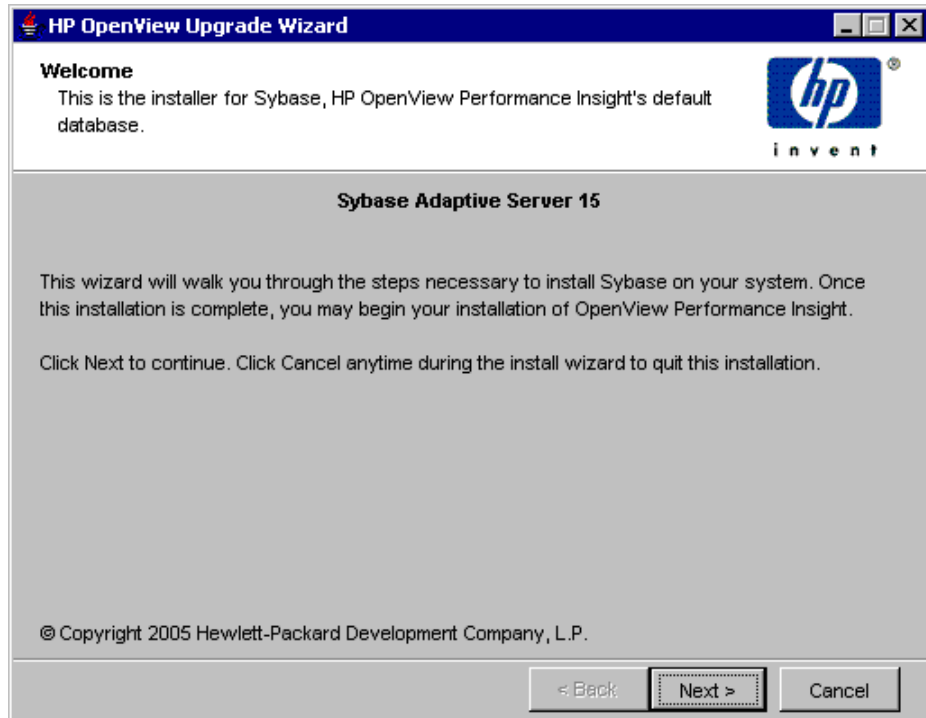 HP OpenView Upgrade Wizard
Welcome
This is the installer for Sybase, HP OpenView Performance Insight's default
database.
hp ®
invent
Sybase Adaptive Server 15
This wizard will walk you through the steps necessary to install Sybase on your system. Once
this installation is complete, you may begin your installation of OpenView Performance Insight.
Click Next to continue. Click Cancel anytime during the install wizard to quit this installation.
© Copyright 2005 Hewlett-Packard Development Company, L.P.
< Back Next > Cancel